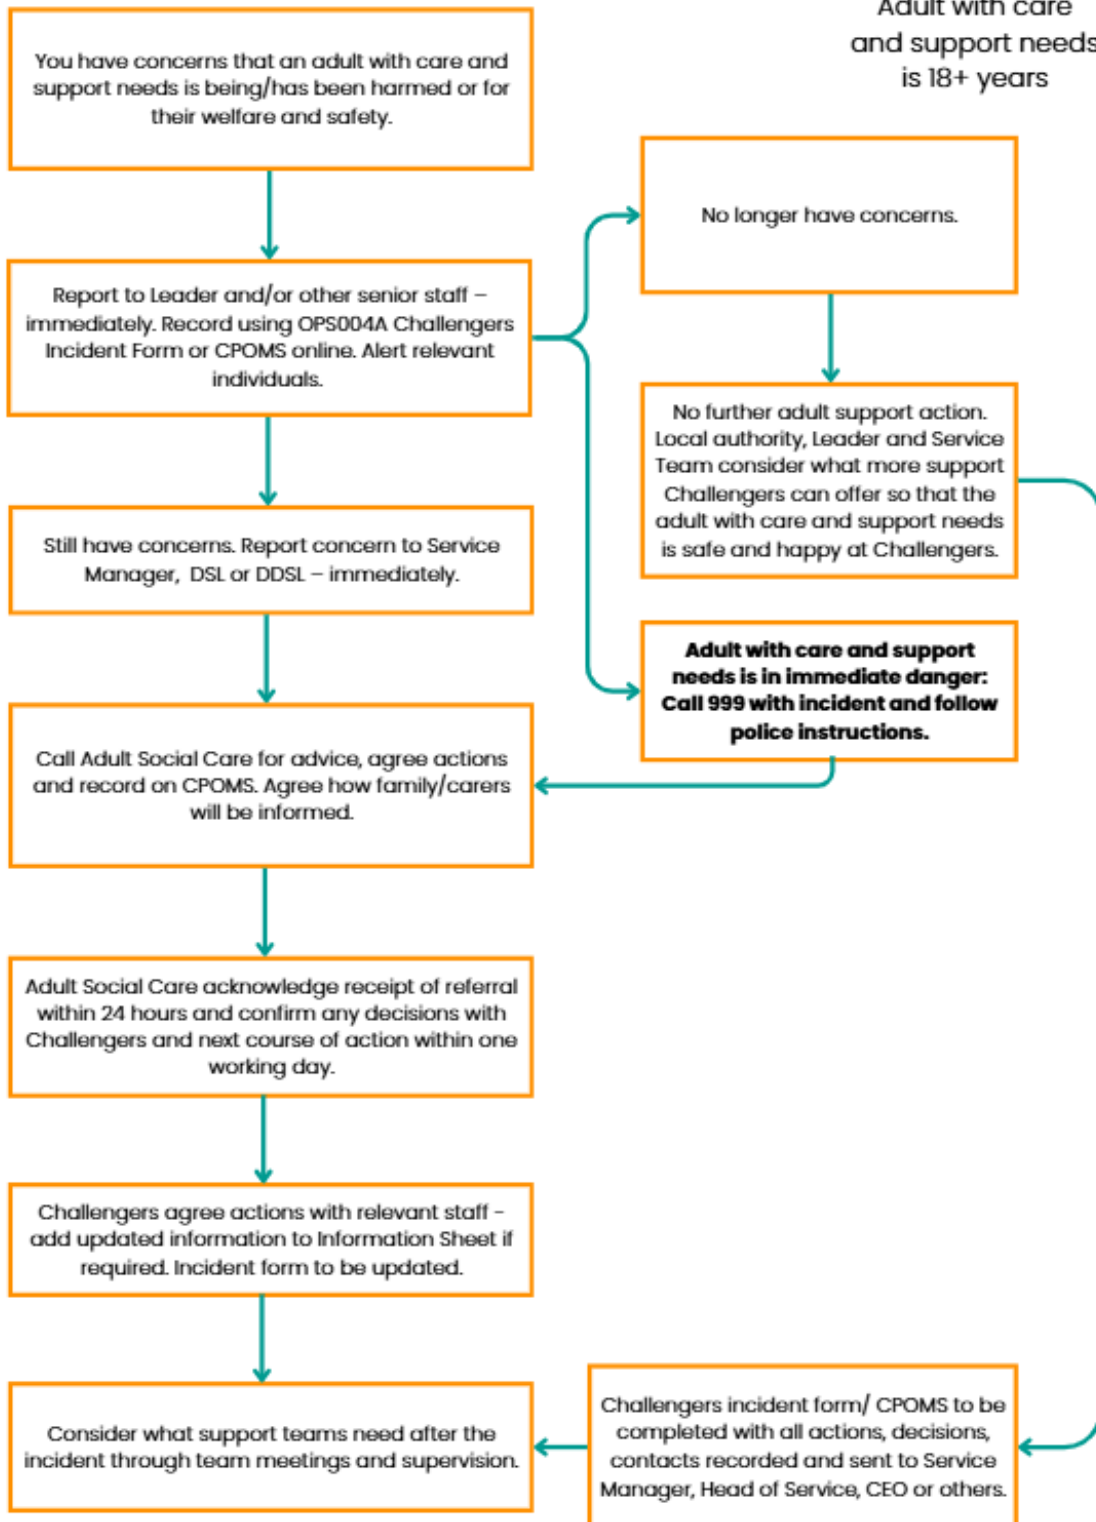 Adult with care
and support needs
is 18+ years
You have concerns that an adult with care and
support needs is being/has been harmed or for
their welfare and safety.
No longer have concerns.
Report to Leader and/or other senior staff –
immediately. Record using OPS004A Challengers
Incident Form or CPOMS online. Alert relevant
individuals.
No further adult support action.
Local authority, Leader and Service
Team consider what more support
Challengers can offer so that the
adult with care and support needs
is safe and happy at Challengers.
Still have concerns. Report concern to Service
Manager, DSL or DDSL – immediately.
Adult with care and support
needs is in immediate danger:
Call 999 with incident and follow
police instructions.
Call Adult Social Care for advice, agree actions
and record on CPOMS. Agree how family/carers
will be informed.
Adult Social Care acknowledge receipt of referral
within 24 hours and confirm any decisions with
Challengers and next course of action within one
working day.
Challengers agree actions with relevant staff -
add updated information to Information Sheet if
required. Incident form to be updated.
Challengers incident form/ CPOMS to be
completed with all actions, decisions,
contacts recorded and sent to Service
Manager, Head of Service, CEO or others.
Consider what support teams need after the
incident through team meetings and supervision.